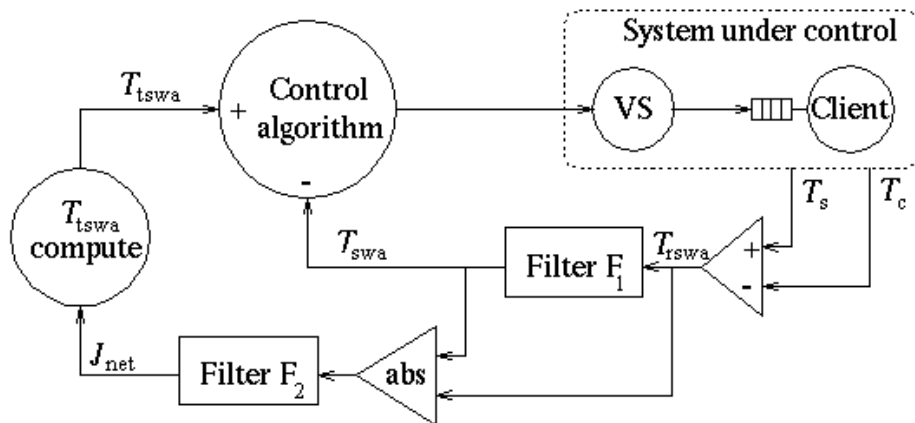 System under control
T_tswa
+
Control
algorithm
-
VS
Client
T_s
T_c
T_tswa
compute
T_swa
Filter F_1
T_rswa
+
-
J_net
Filter F_2
abs